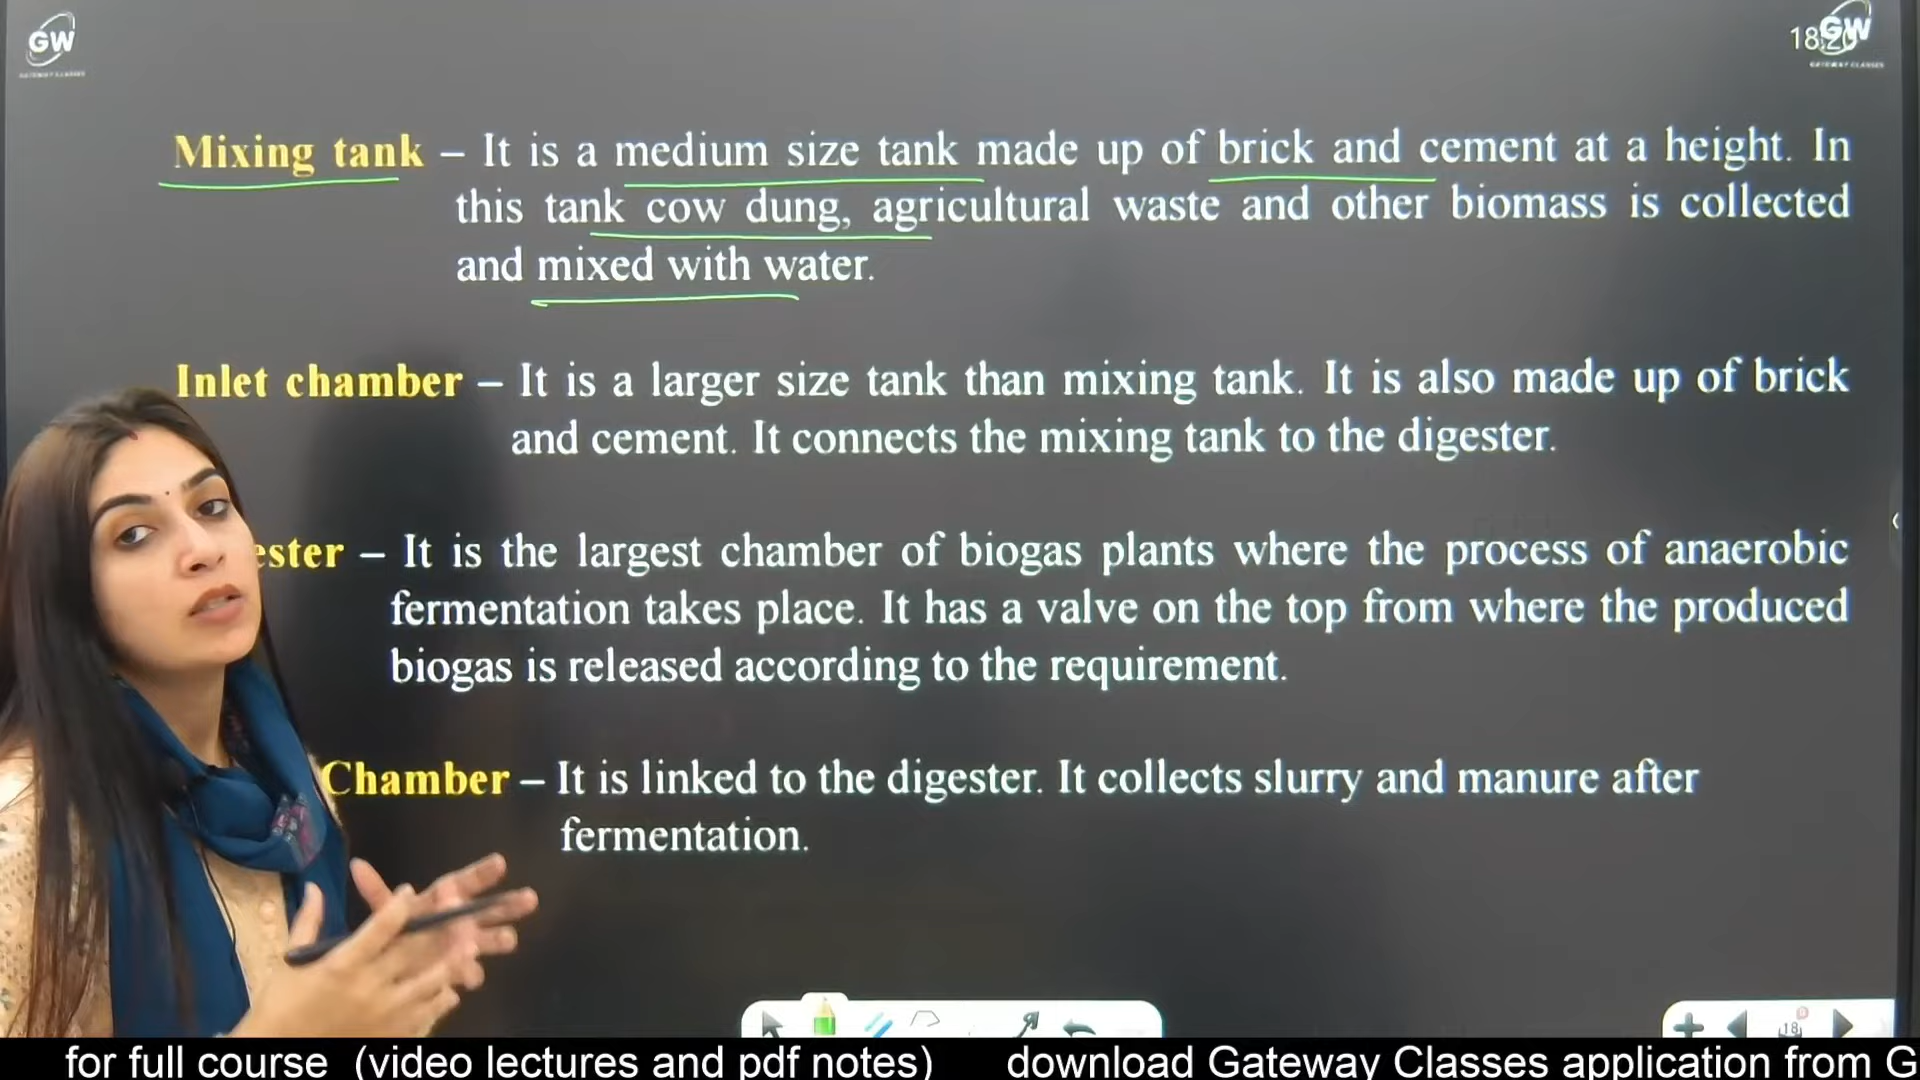 GW
GATEWAY CLASSES
GW
GATEWAY CLASSES
Mixing tank – It is a medium size tank made up of brick and cement at a height. In
this tank cow dung, agricultural waste and other biomass is collected
and mixed with water.
Inlet chamber – It is a larger size tank than mixing tank. It is also made up of brick
and cement. It connects the mixing tank to the digester.
ester – It is the largest chamber of biogas plants where the process of anaerobic
fermentation takes place. It has a valve on the top from where the produced
biogas is released according to the requirement.
Chamber – It is linked to the digester. It collects slurry and manure after
fermentation.
18
for full course (video lectures and pdf notes) download Gateway Classes application from G